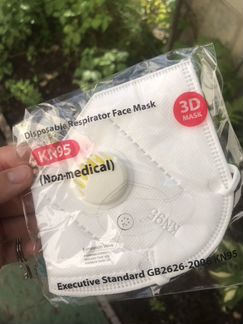 Disposable Respirator Face Mask
3D
MASK
KN95
(Non-medical)
KN95
Executive Standard GB2626-2006 KN95